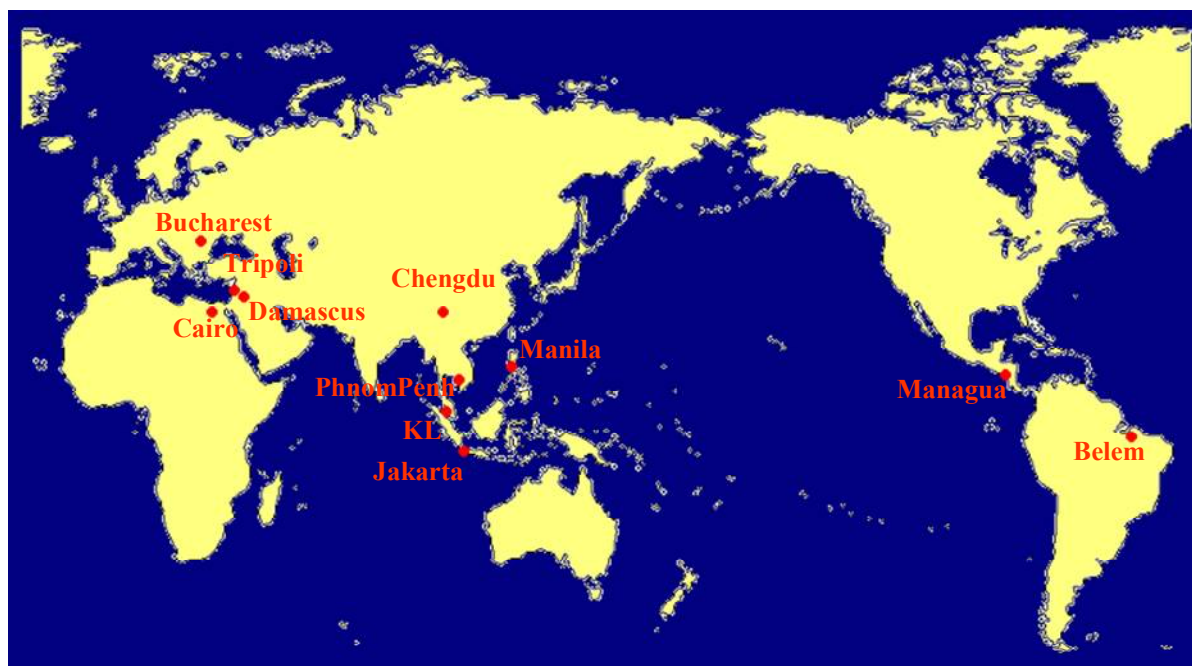 Bucharest
Tripoli
Chengdu
Damascus
Cairo
Manila
PhnomPenh
Managua
KL
Belem
Jakarta